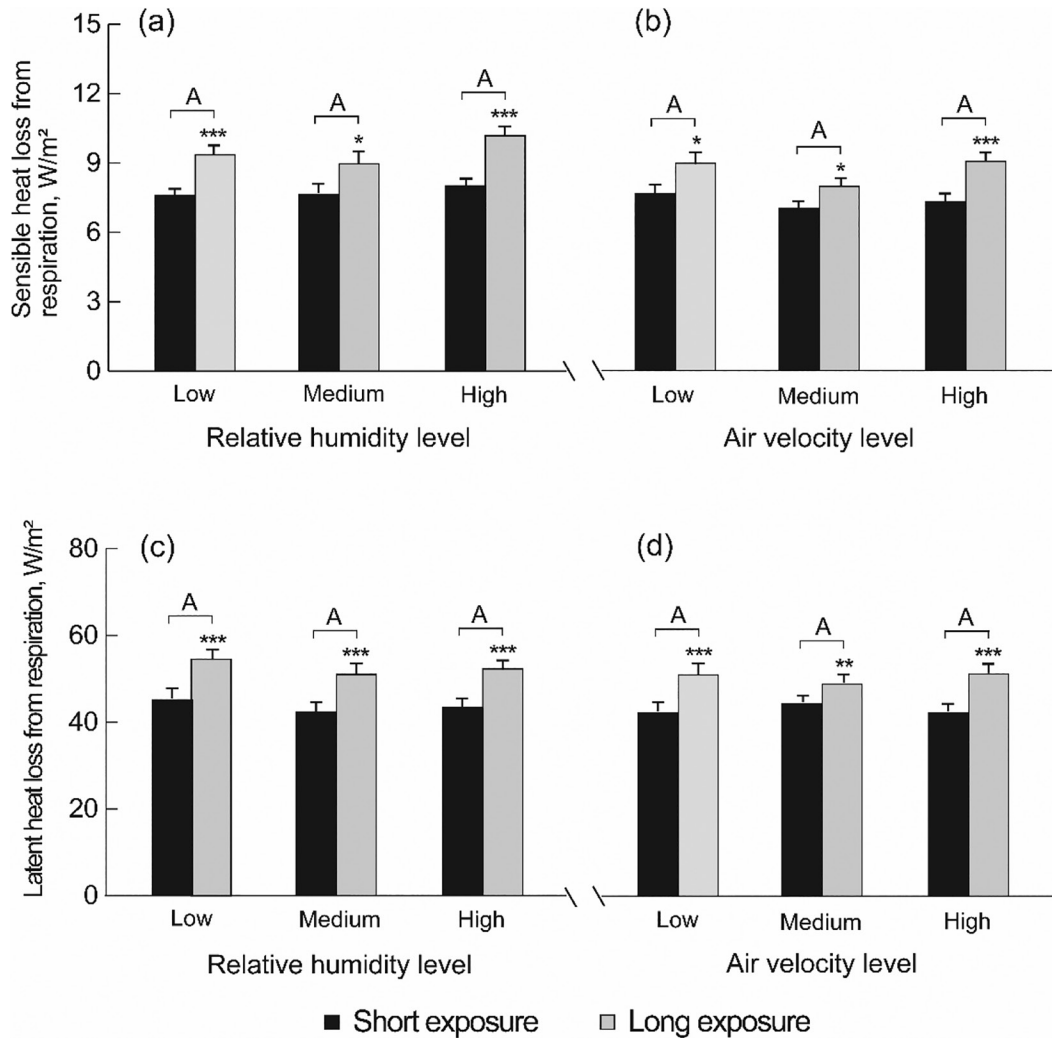 (a)
(b)
Sensible heat loss from
respiration, W/m²
15
12
9
6
3
0
A
***
A
*
A
***
A
*
A
*
A
***
Low
Medium
High
Low
Medium
High
Relative humidity level
Air velocity level
(c)
(d)
Latent heat loss from respiration, W/m²
80
60
40
20
0
A
***
A
***
A
***
A
***
A
**
A
***
Low
Medium
High
Low
Medium
High
Relative humidity level
Air velocity level
Short exposure
Long exposure